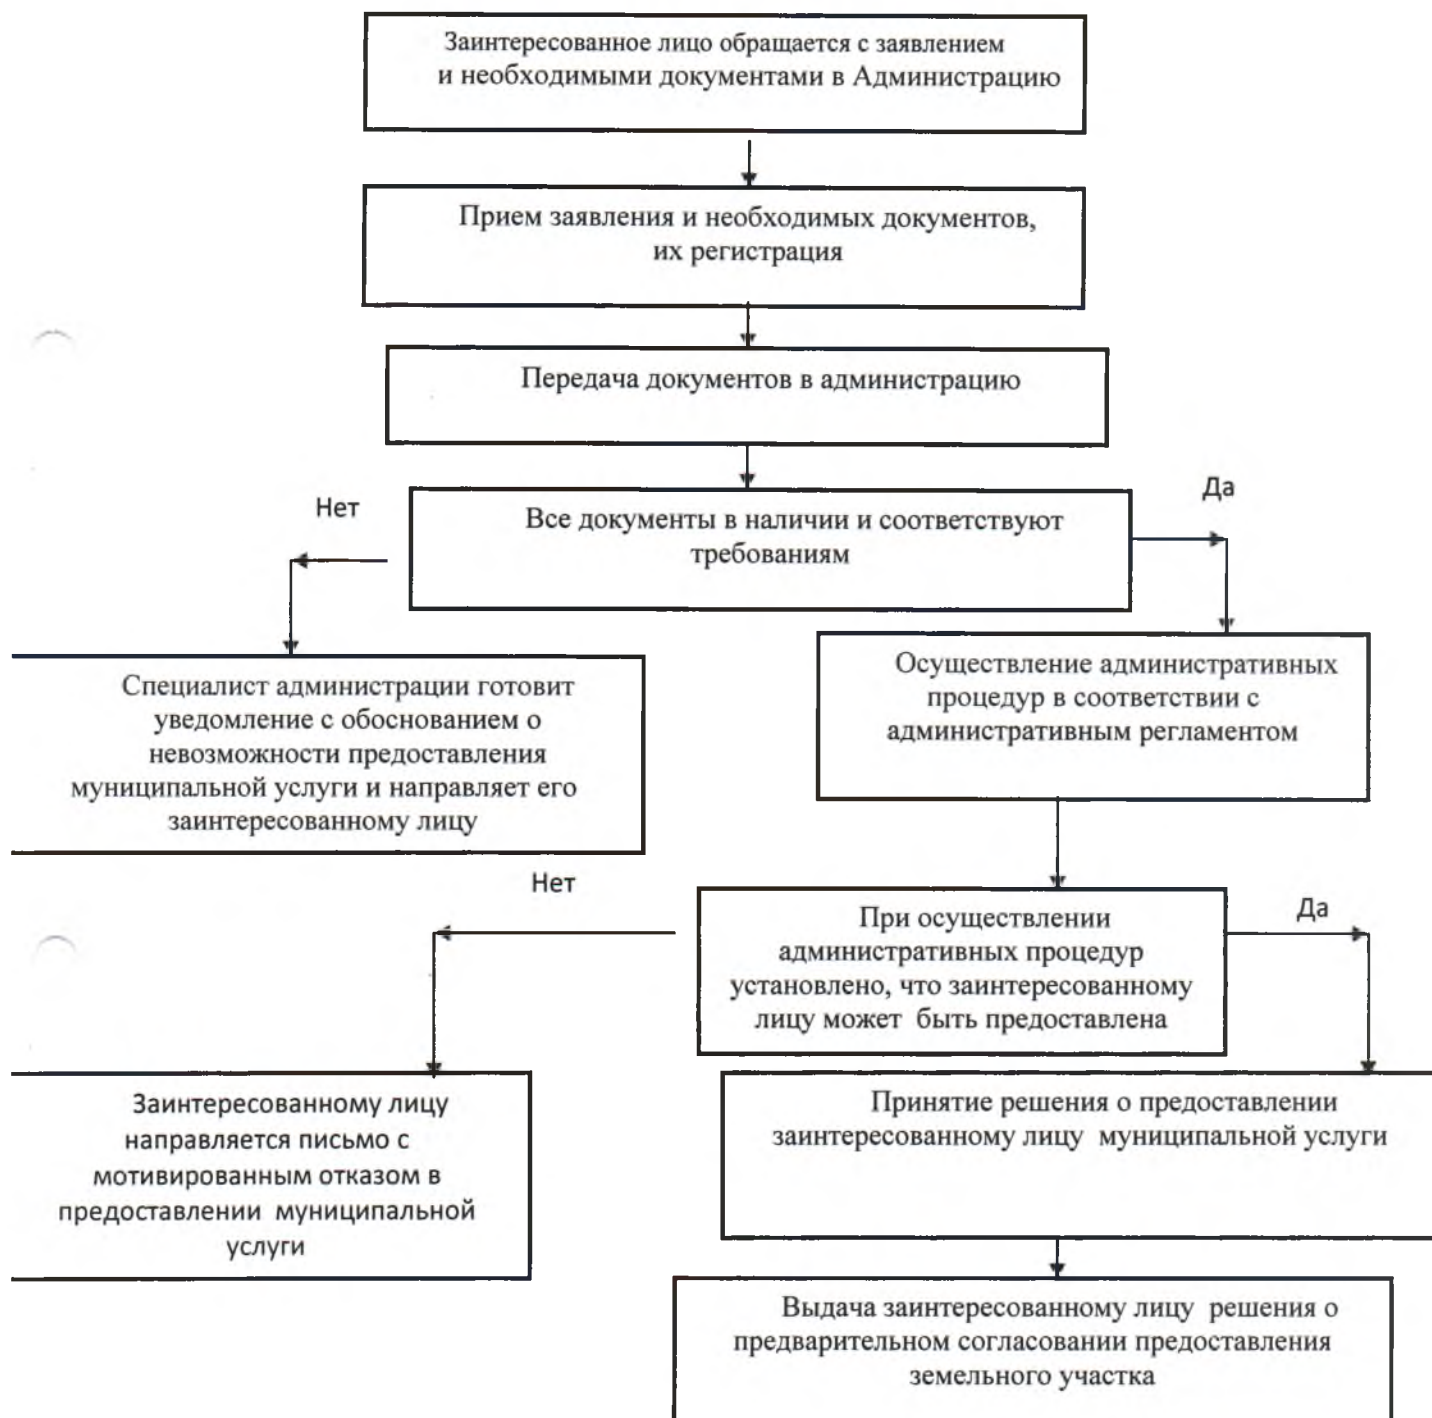 Заинтересованное лицо обращается с заявлением
и необходимыми документами в Администрацию
Прием заявления и необходимых документов,
их регистрация
Передача документов в администрацию
Нет
Да
Все документы в наличии и соответствуют
требованиям
Специалист администрации готовит
уведомление с обоснованием о
невозможности предоставления
муниципальной услуги и направляет его
заинтересованному лицу
Осуществление административных
процедур в соответствии с
административным регламентом
Нет
Да
При осуществлении
административных процедур
установлено, что заинтересованному
лицу может быть предоставлена
Заинтересованному лицу
направляется письмо с
мотивированным отказом в
предоставлении муниципальной
услуги
Принятие решения о предоставлении
заинтересованному лицу муниципальной услуги
Выдача заинтересованному лицу решения о
предварительном согласовании предоставления
земельного участка